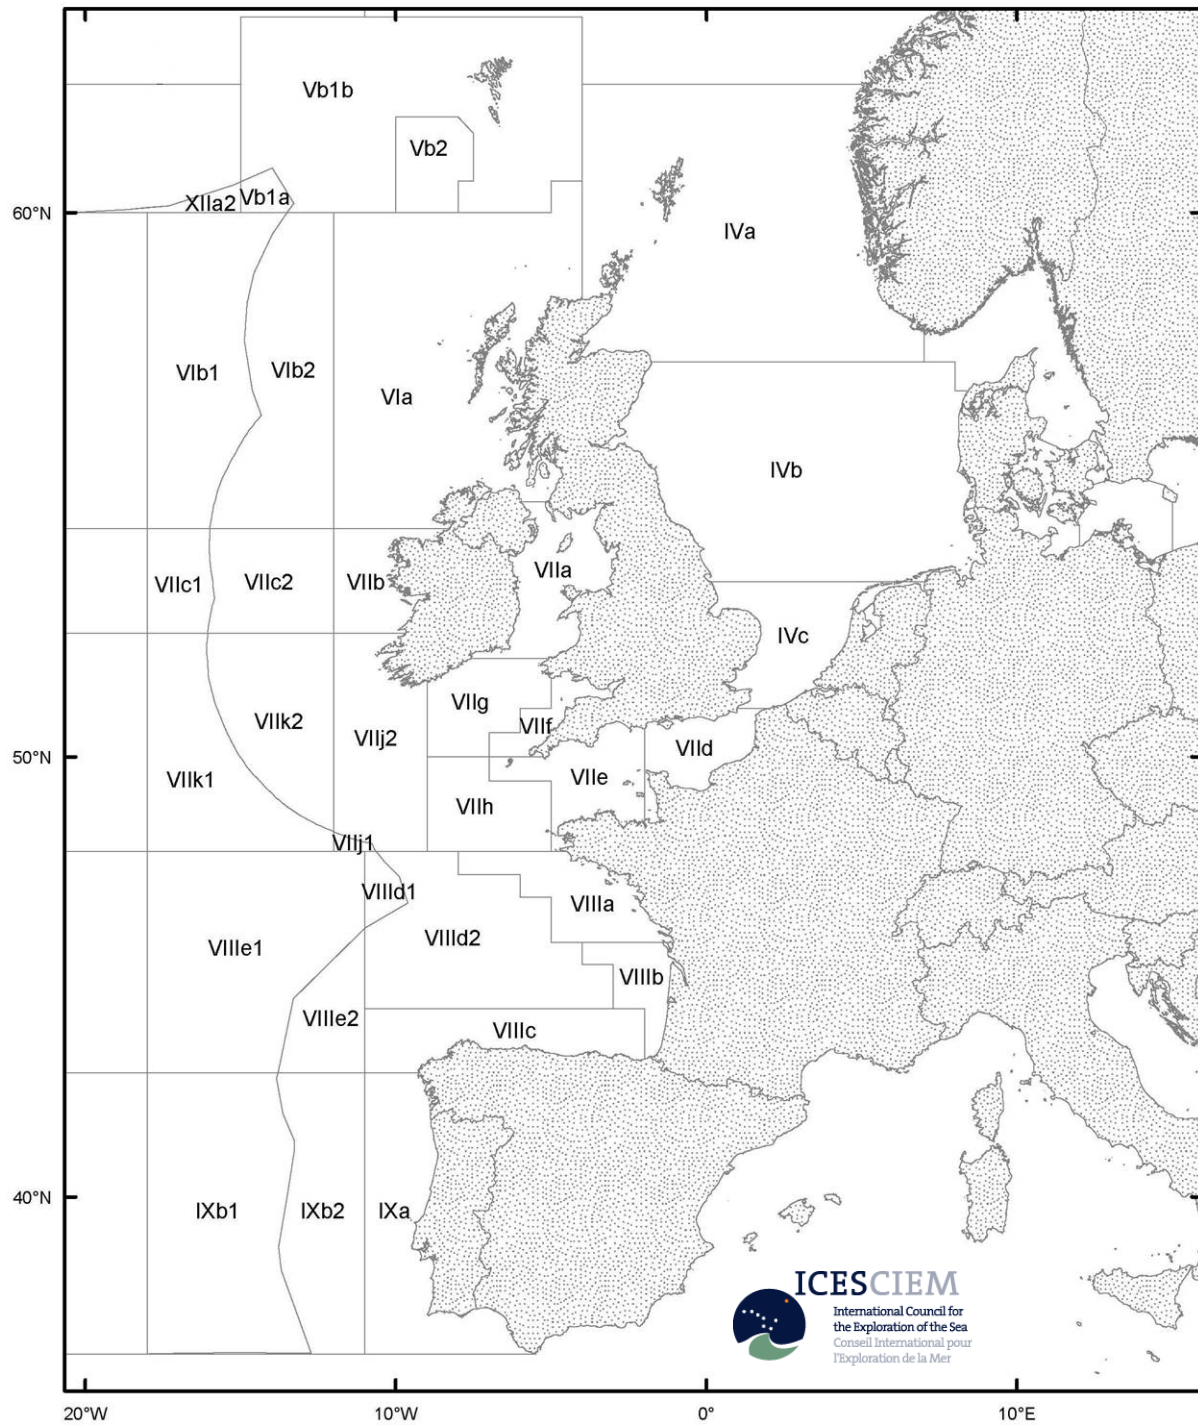 Vb1b
Vb2
XIIa2
Vb1a
60°N
IVa
VIb1
VIb2
VIa
IVb
VIIc1
VIIc2
VIIb
VIIa
IVc
VIIg
VIIk2
VIIj2
VIIf
VIId
50°N
VIIk1
VIIe
VIIh
VIIj1
VIIId1
VIIIa
VIIId2
VIIIe1
VIIIb
VIIIe2
VIIIc
40°N
IXb1
IXb2
IXa
ICESCIEM
International Council for
the Exploration of the Sea
Conseil International pour
l'Exploration de la Mer
20°W
10°W
0°
10°E